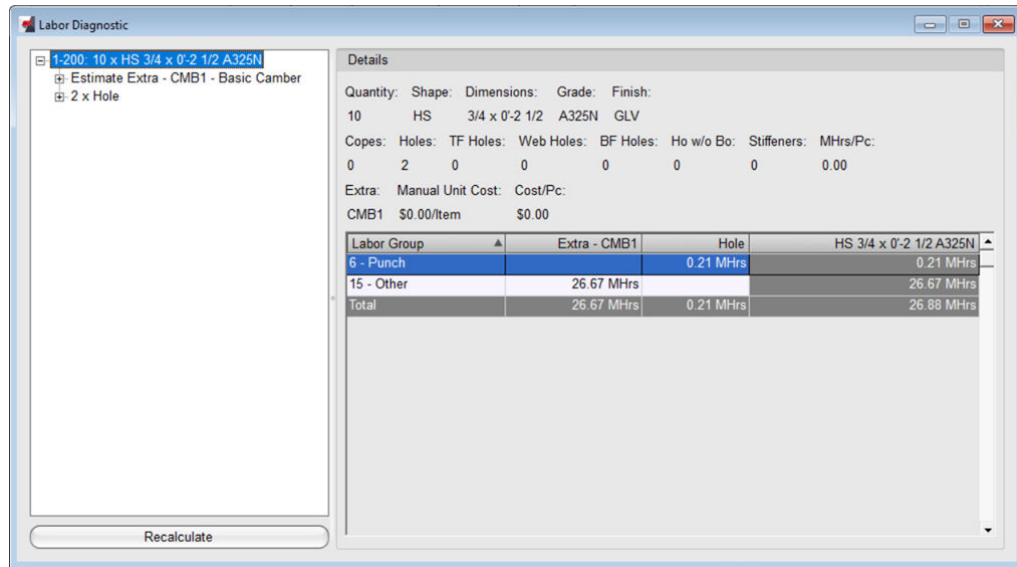 Labor Diagnostic
1-200: 10 x HS 3/4 x 0'-2 1/2 A325N
Estimate Extra - CMB1 - Basic Camber
2 x Hole
Recalculate
Details
Quantity: Shape: Dimensions: Grade: Finish:
10 HS 3/4 x 0'-2 1/2 A325N GLV
Copes: Holes: TF Holes: Web Holes: BF Holes: Ho w/o Bo: Stiffeners: MHrs/Pc:
0 2 0 0 0 0 0 0.00
Extra: Manual Unit Cost: Cost/Pc:
CMB1 $0.00/Item $0.00
Labor Group Extra - CMB1 Hole HS 3/4 x 0'-2 1/2 A325N
6 - Punch 0.21 MHrs 0.21 MHrs
15 - Other 26.67 MHrs 26.67 MHrs
Total 26.67 MHrs 0.21 MHrs 26.88 MHrs